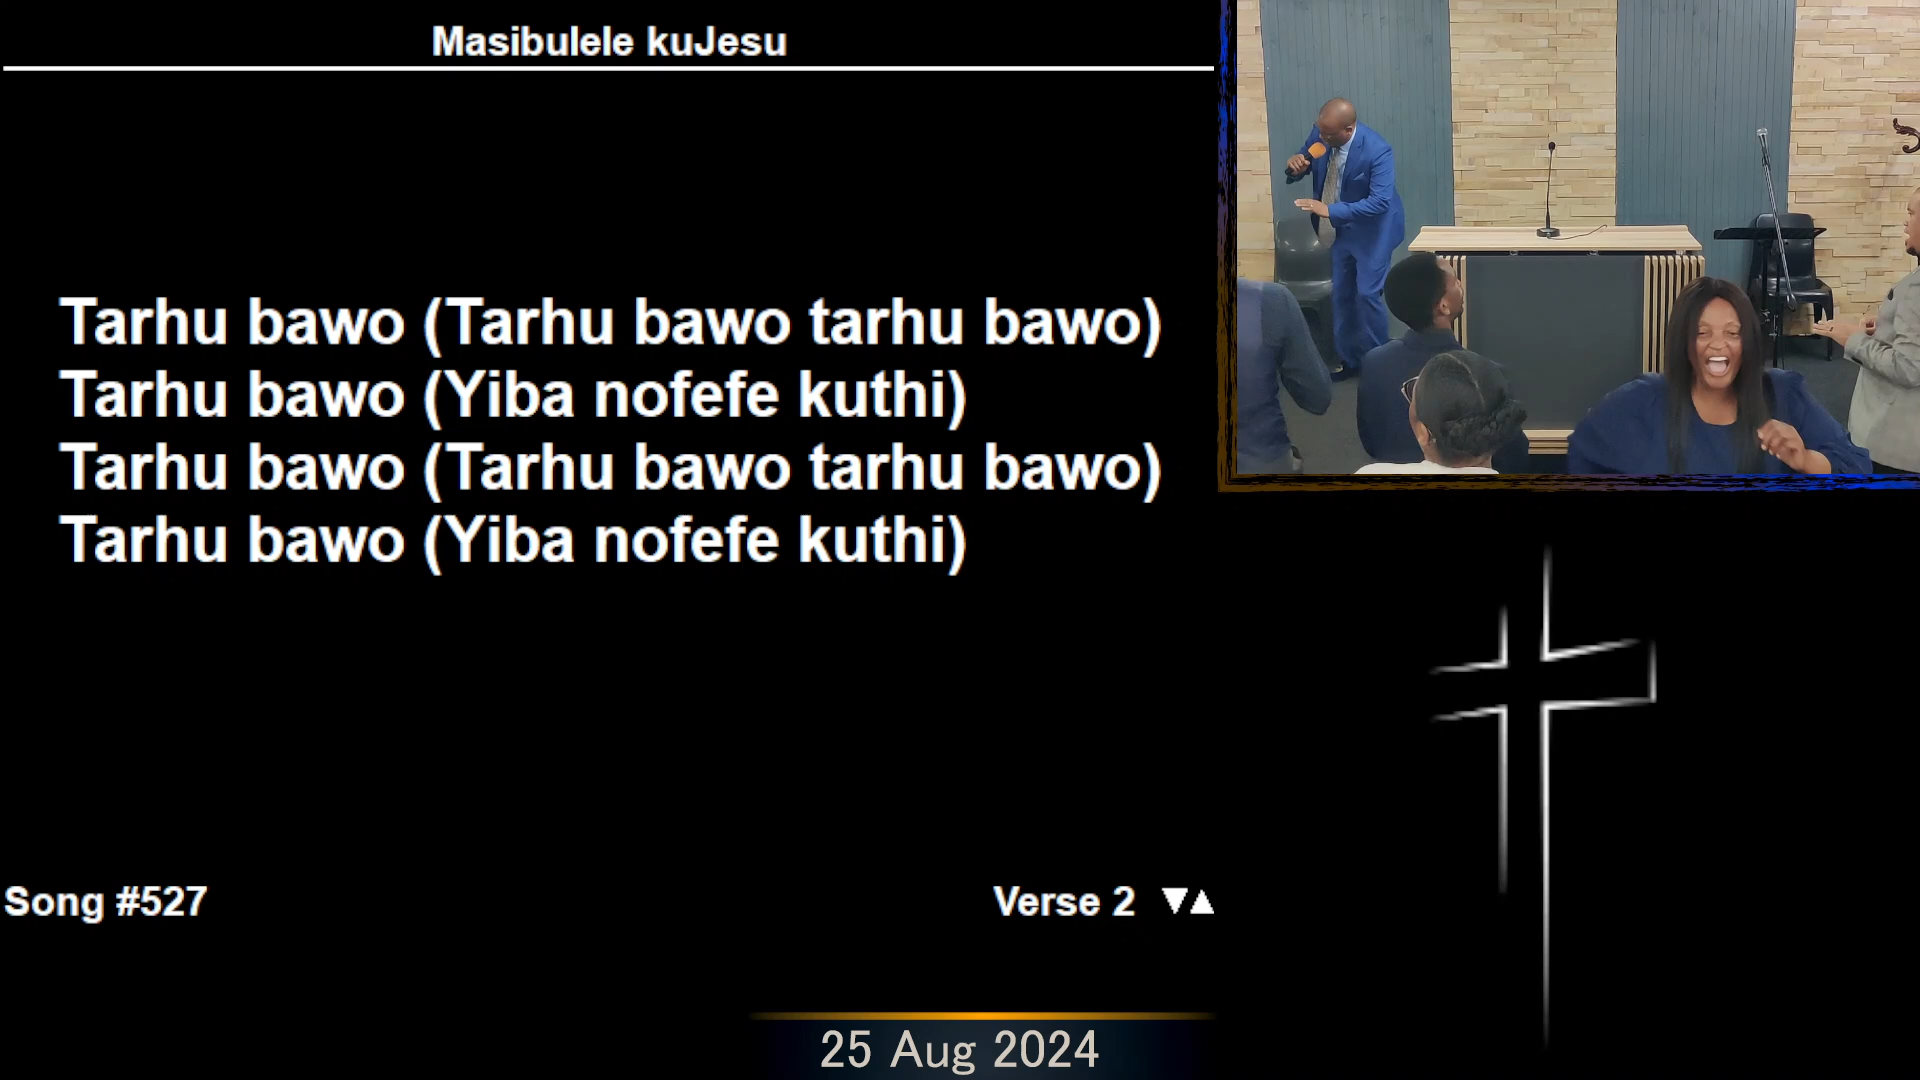 Masibulele kuJesu
Tarhu bawo (Tarhu bawo tarhu bawo)
Tarhu bawo (Yiba nofefe kuthi)
Tarhu bawo (Tarhu bawo tarhu bawo)
Tarhu bawo (Yiba nofefe kuthi)
Song #527
Verse 2 ▼▲
25 Aug 2024